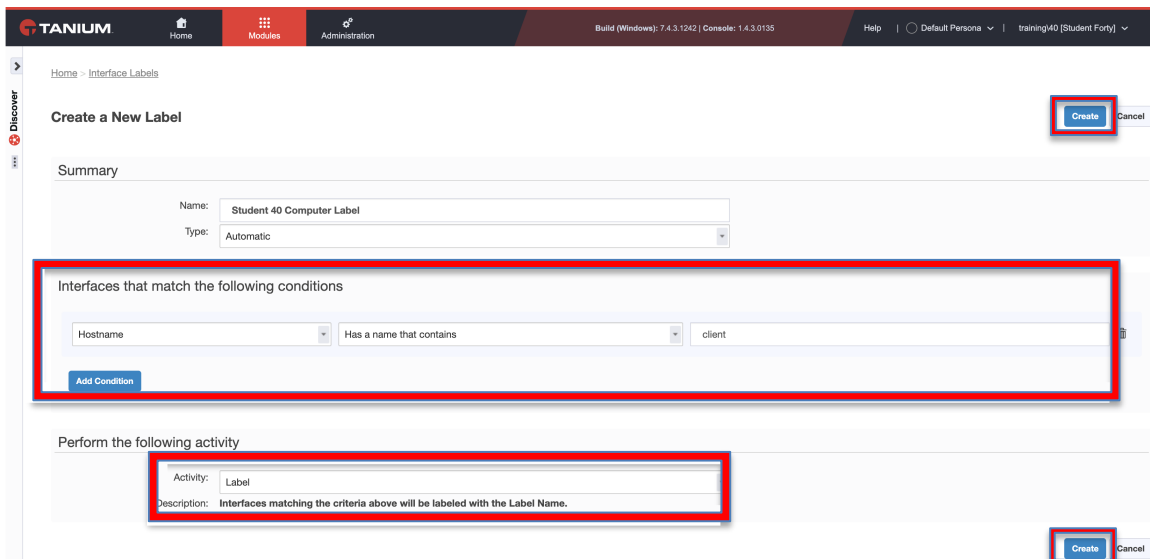 TANIUM
Home
Modules
Administration
Build (Windows): 7.4.3.1242 | Console: 1.4.3.0135
Help | Default Persona | training\40 [Student Forty]
Discover
Home > Interface Labels
Create a New Label
Create Cancel
Summary
Name: Student 40 Computer Label
Type: Automatic
Interfaces that match the following conditions
Hostname Has a name that contains client
Add Condition
Perform the following activity
Activity: Label
Description: Interfaces matching the criteria above will be labeled with the Label Name.
Create Cancel